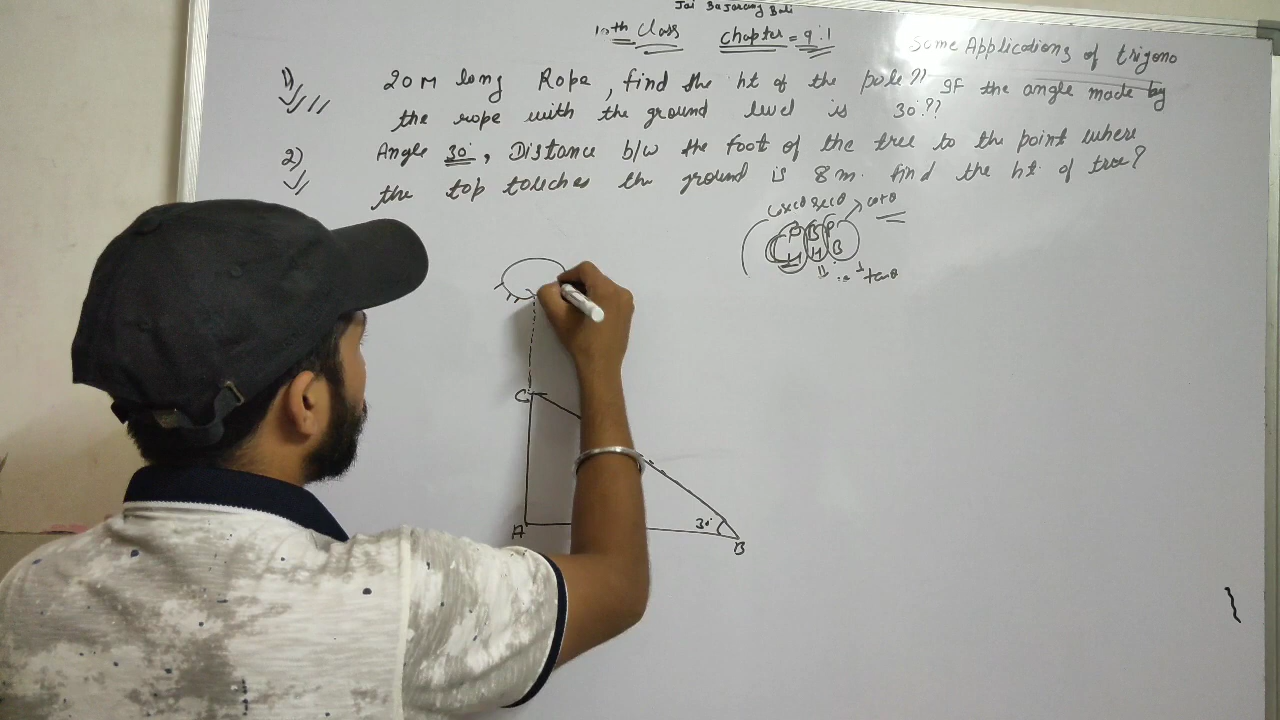 Jai Bajarang Bali
10th Class Chapter = 9.1 Some Applications of trigono
1) 20M long Rope, find the ht of the pole?! If the angle made by
the rope with the ground level is 30°??
2) Angle 30°, Distance b/w the foot of the tree to the point where
the top touches the ground is 8m. find the ht. of tree?
Cosecθ Secθ cotθ
P B P
H H B
tanθ
C
30°
A B